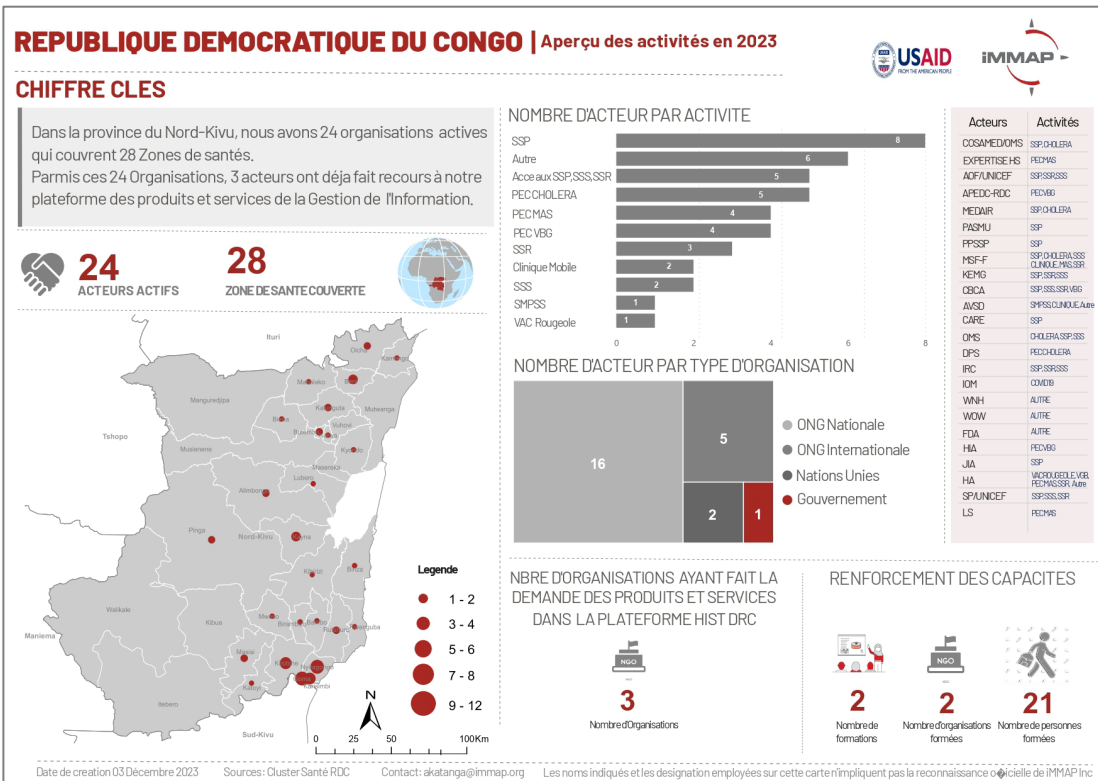 REPUBLIQUE DEMOCRATIQUE DU CONGO | Aperçu des activités en 2023
USAID
FROM THE AMERICAN PEOPLE
iMMAP
CHIFFRE CLES
Dans la province du Nord-Kivu, nous avons 24 organisations actives
qui couvrent 28 Zones de santés.
Parmis ces 24 Organisations, 3 acteurs ont déja fait recours à notre
plateforme des produits et services de la Gestion de l'Information.
24
ACTEURS ACTIFS
28
ZONE DE SANTE COUVERTE
Ituri
Oicha
Kamango
Manguredjipa
Mutwanga
Vuhovi
Tshopo
Musienene
Kyondo
Masereka
Lubero
Alimbongo
Pinga
Nord-Kivu
Kayna
Kibirizi
Binza
Walikale
Kibua
Maniema
Masisi
Katoyi
Itebero
Sud-Kivu
Legende
1 - 2
3 - 4
5 - 6
7 - 8
9 - 12
N
0 25 50 100Km
NOMBRE D'ACTEUR PAR ACTIVITE
SSP 8
Autre 6
Acce aux SSP,SSS,SSR 5
PEC CHOLERA 5
PEC MAS 4
PEC VBG 4
SSR 3
Clinique Mobile 2
SSS 2
SMPSS 1
VAC Rougeole 1
0 2 4 6 8
NOMBRE D'ACTEUR PAR TYPE D'ORGANISATION
16
5
2
1
ONG Nationale
ONG Internationale
Nations Unies
Gouvernement
Acteurs Activités
COSAMED/OMS SSP,CHOLERA
EXPERTISE HS PECMAS
AOF/UNICEF SSP,SSR,SSS
APEDC-RDC PECVBG
MEDAIR SSP,CHOLERA
PASMU SSP
PPSSP SSP
MSF-F SSP, CHOLERA,SSS
CLINIQUE,MAS,SSR
KEMG SSP,SSR,SSS
CBCA SSP,SSS,SSR,VBG
AVSD SMPSS,CLINIQUE,Autre
CARE SSP
OMS CHOLERA,SSP,SSS
DPS PECCHOLERA
IRC SSP,SSR,SSS
IOM COVID19
WNH AUTRE
WOW AUTRE
FDA AUTRE
HIA PECVBG
JIA SSP
HA VACROUGEOLE,VGB,
PECMAS,SSR, Autre
SP/UNICEF SSP,SSS,SSR
LS PECMAS
NBRE D'ORGANISATIONS AYANT FAIT LA
DEMANDE DES PRODUITS ET SERVICES
DANS LA PLATEFORME HIST DRC
NGO
3
Nombre d'Organisations
RENFORCEMENT DES CAPACITES
NGO
2
Nombre de
formations
2
Nombre d'organisations
formées
21
Nombre de personnes
formées
Date de creation 03 Décembre 2023 Sources: Cluster Santé RDC Contact: akatanga@immap.org Les noms indiqués et les designation employées sur cette carte n'impliquent pas la reconnaissance o�icielle de iMMAP Inc